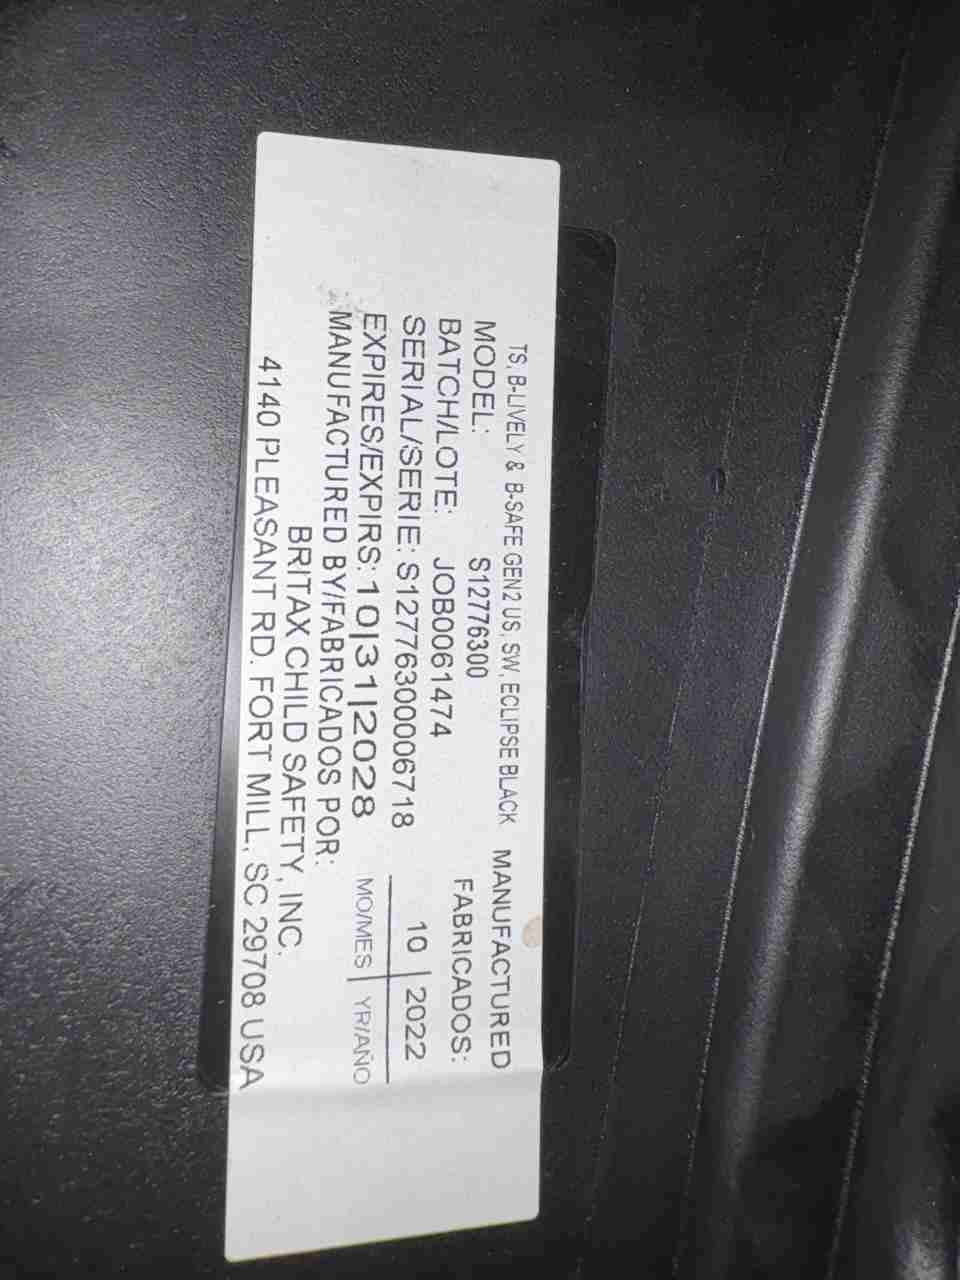 TS, B-LIVELY & B-SAFE GEN2 US, SW, ECLIPSE BLACK
MODEL: S12776300
BATCH/LOTE: JOB0061474
SERIAL/SERIE: S12776300006718
EXPIRES/EXPIRS: 10|31|2028
MANUFACTURED BY/FABRICADOS POR:
BRITAX CHILD SAFETY, INC.
4140 PLEASANT RD. FORT MILL, SC 29708 USA
MANUFACTURED
FABRICADOS:
10 | 2022
MO/MES | YR/AÑO